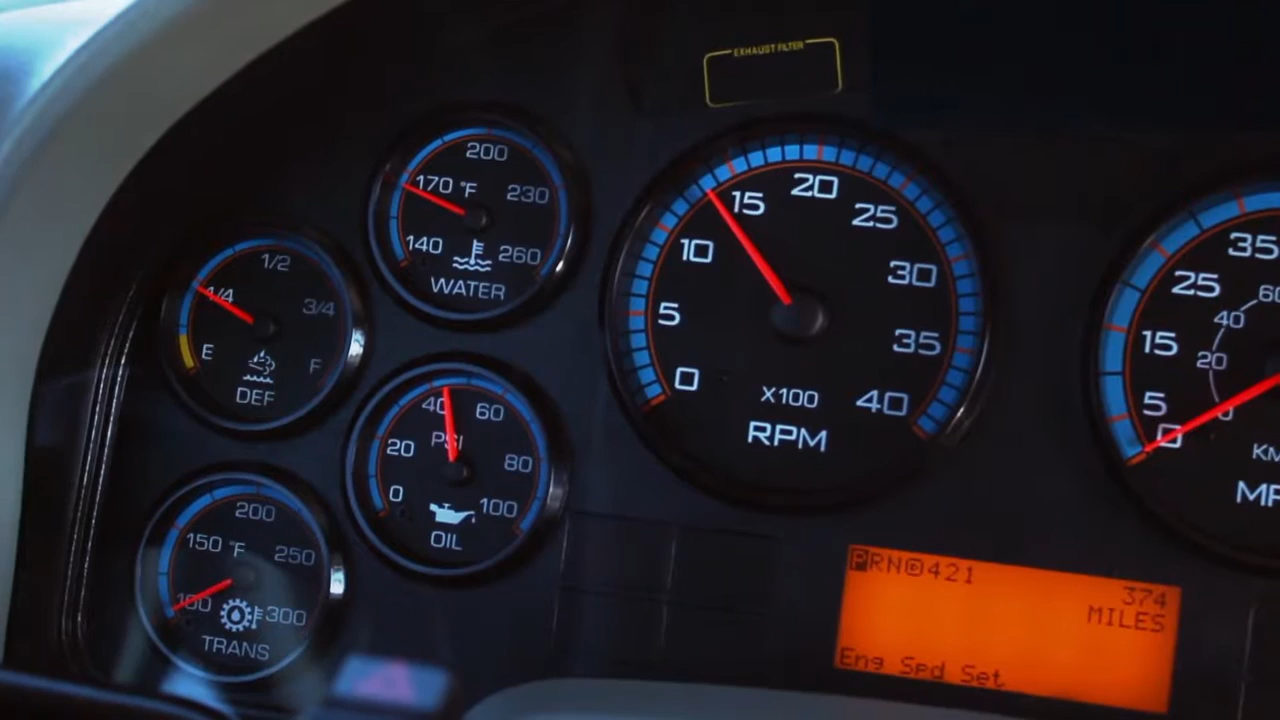 EXHAUST FILTER
200
170 °F
230
140
260
WATER
1/2
1/4
3/4
E
F
DEF
40
60
PSI
20
80
0
100
OIL
200
150 °F
250
100
300
TRANS
20
15
25
10
30
5
35
0
40
X100
RPM
35
25
60
40
15
20
5
0
0
KM
MP
PRND421
374
MILES
Eng Spd Set